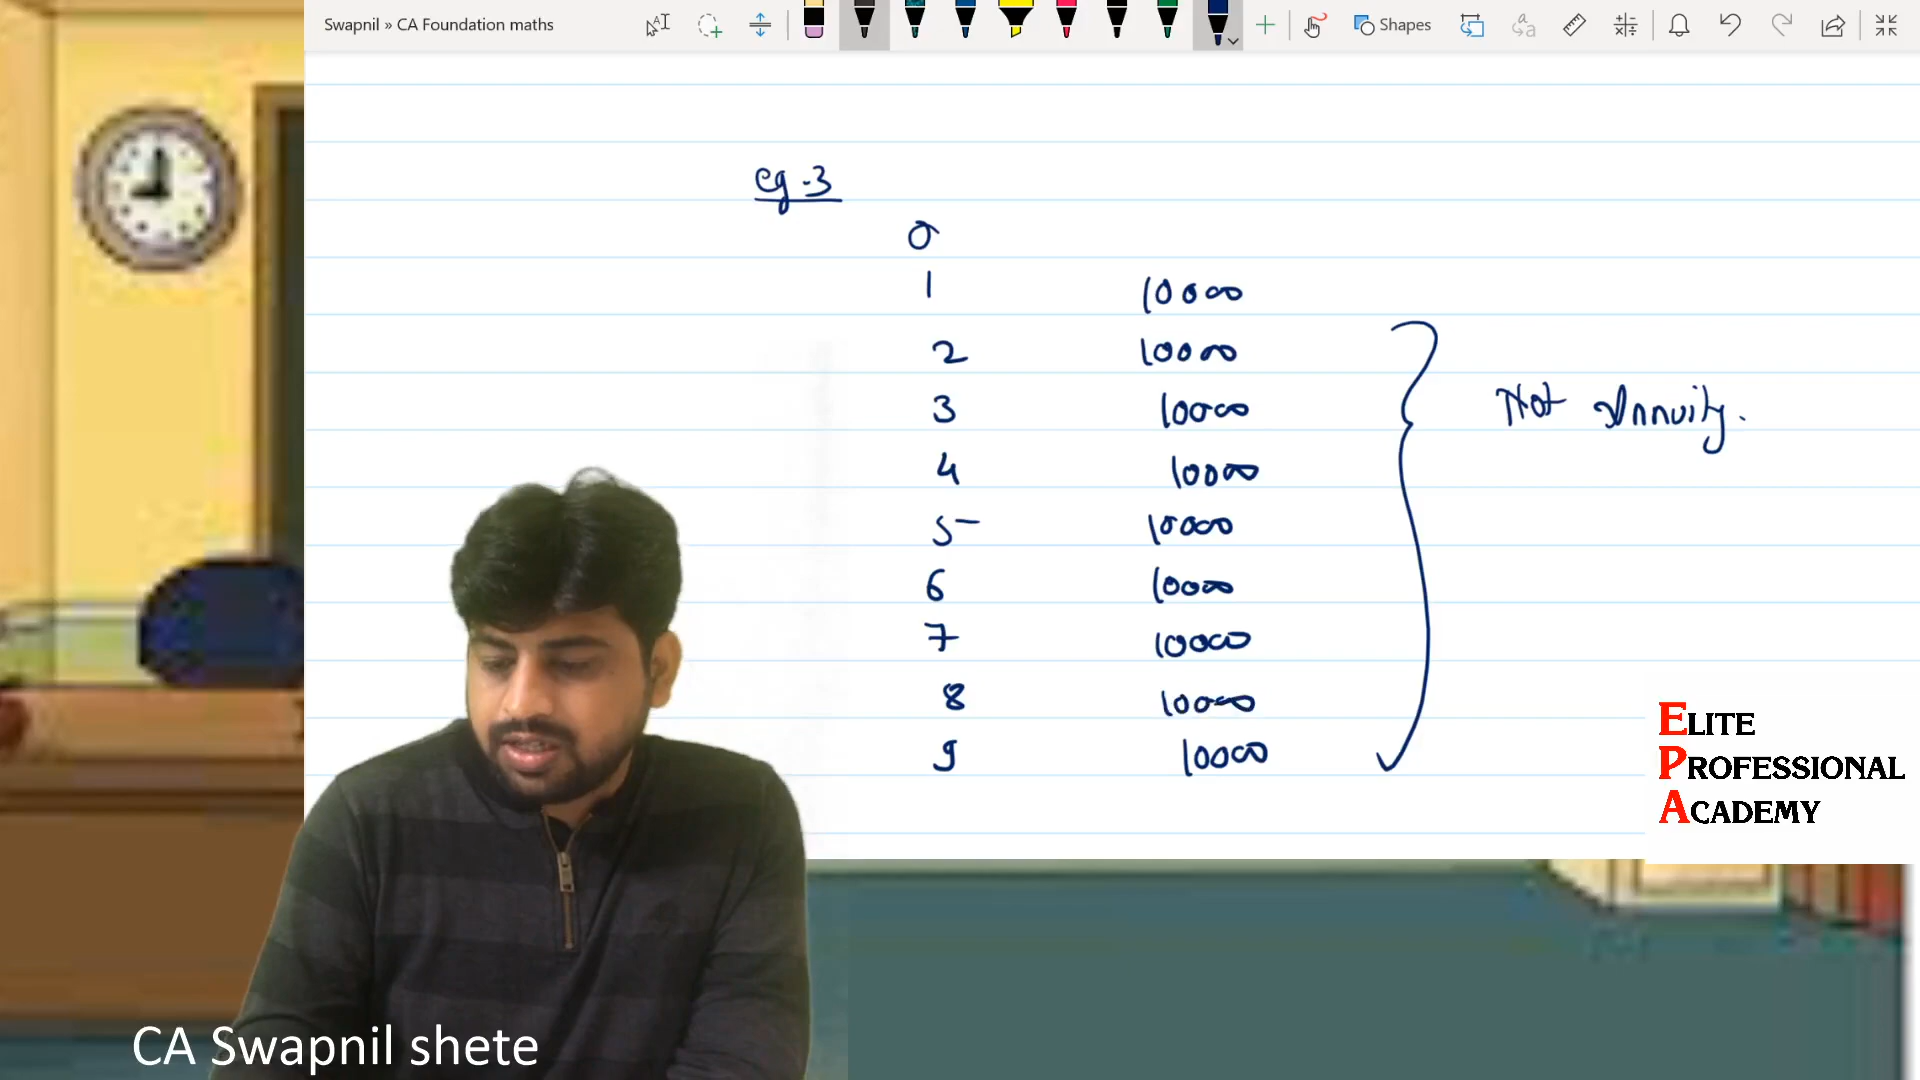 Swapnil » CA Foundation maths
Shapes
eg-3
0
1 10000
2 10000
3 10000
4 10000
5 10000
6 10000
7 10000
8 10000
9 10000
Not Annuity.
ELITE
PROFESSIONAL
ACADEMY
CA Swapnil shete